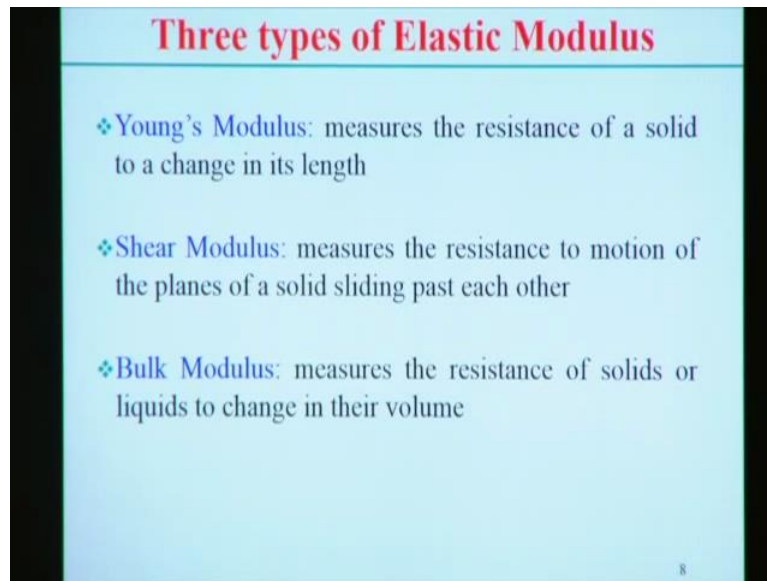 Three types of Elastic Modulus
❖Young's Modulus: measures the resistance of a solid
to a change in its length
❖Shear Modulus: measures the resistance to motion of
the planes of a solid sliding past each other
❖Bulk Modulus: measures the resistance of solids or
liquids to change in their volume
8